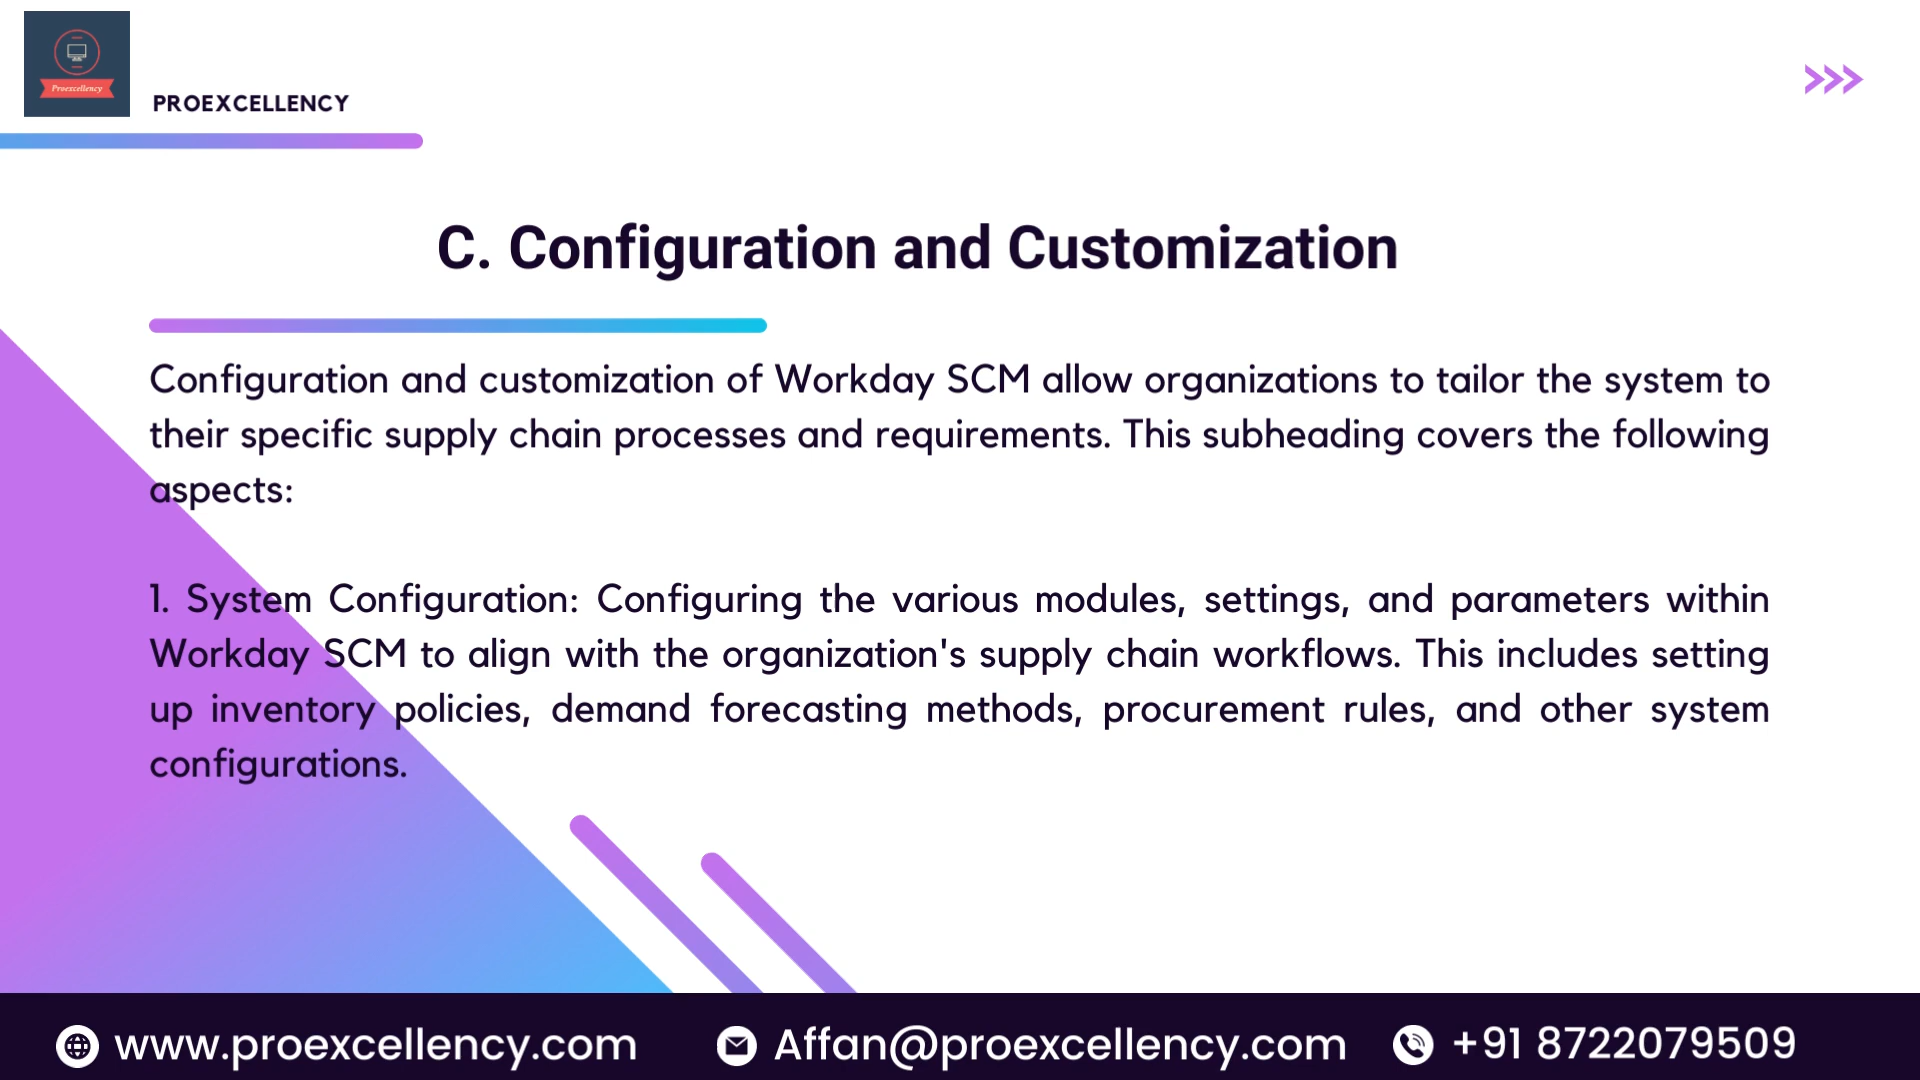 Proexcellency
PROEXCELLENCY
C. Configuration and Customization
Configuration and customization of Workday SCM allow organizations to tailor the system to
their specific supply chain processes and requirements. This subheading covers the following
aspects:
1. System Configuration: Configuring the various modules, settings, and parameters within
Workday SCM to align with the organization's supply chain workflows. This includes setting
up inventory policies, demand forecasting methods, procurement rules, and other system
configurations.
www.proexcellency.com Affan@proexcellency.com +91 8722079509